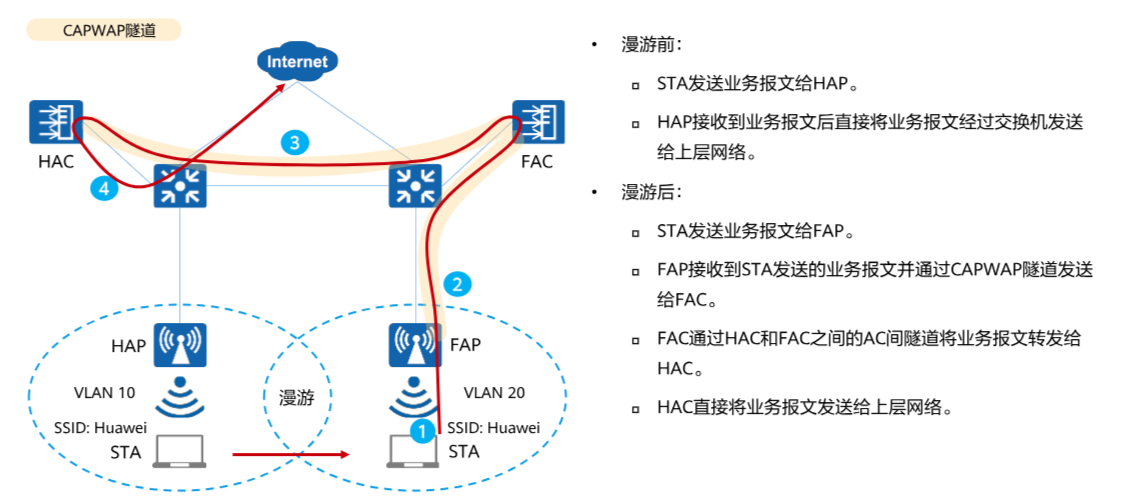 CAPWAP隧道
Internet
HAC
FAC
3
4
2
HAP
FAP
VLAN 10
漫游
VLAN 20
SSID: Huawei
1
SSID: Huawei
STA
STA
• 漫游前：
STA发送业务报文给HAP。
HAP接收到业务报文后直接将业务报文经过交换机发送
给上层网络。
• 漫游后：
STA发送业务报文给FAP。
FAP接收到STA发送的业务报文并通过CAPWAP隧道发送
给FAC。
FAC通过HAC和FAC之间的AC间隧道将业务报文转发给
HAC。
HAC直接将业务报文发送给上层网络。